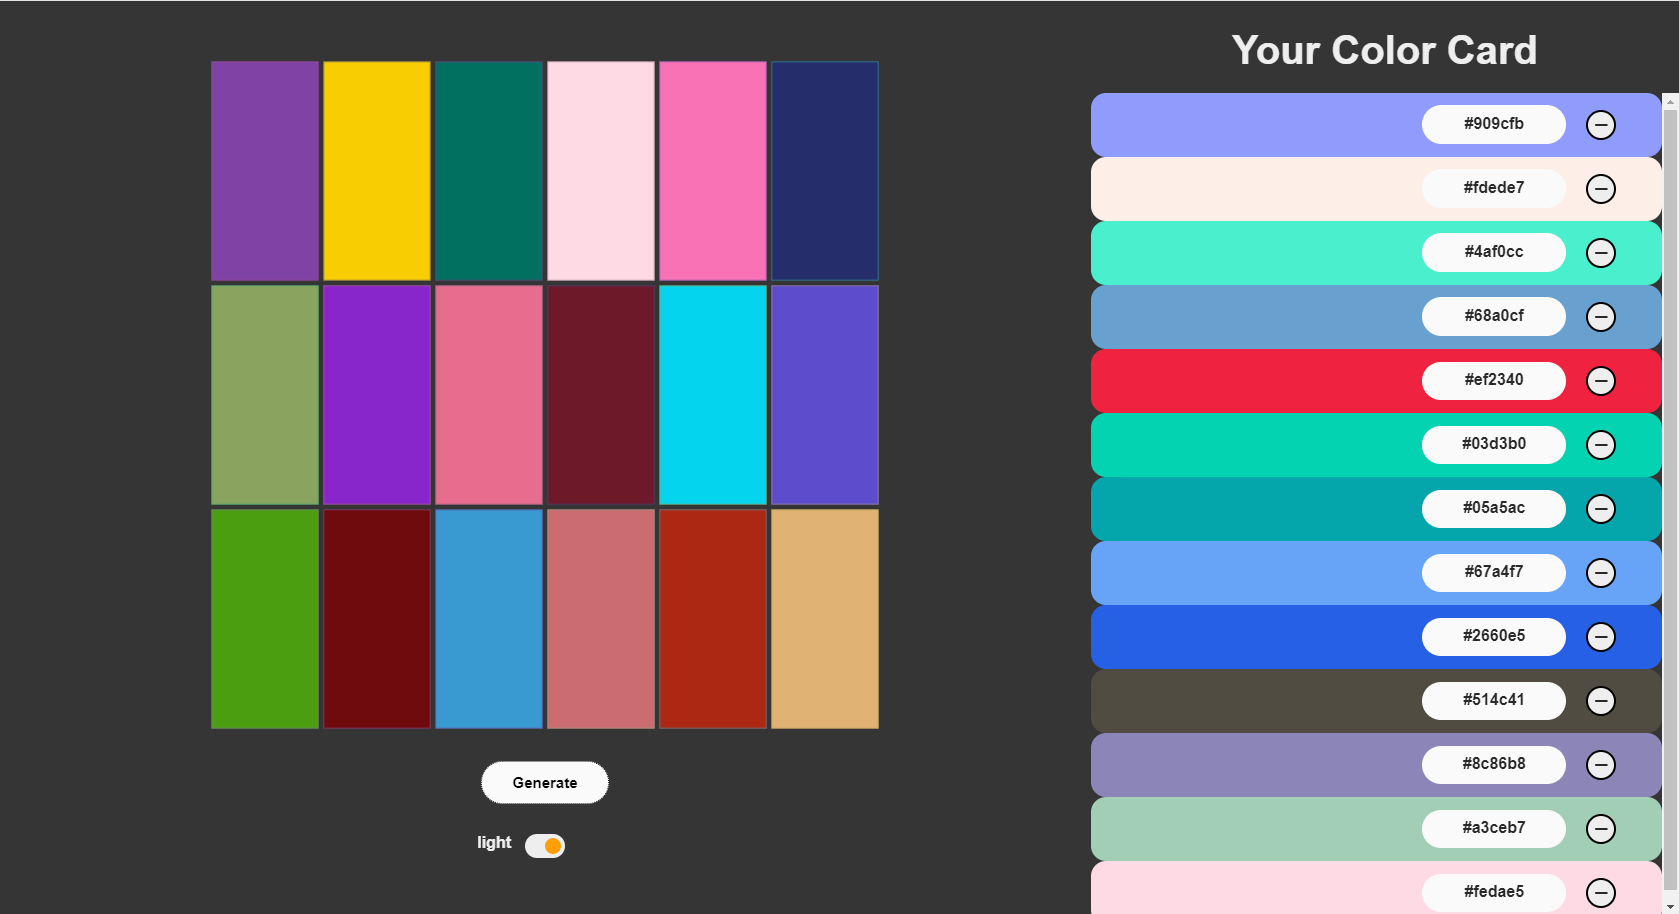 Your Color Card
#909cfb
#fdede7
#4af0cc
#68a0cf
#ef2340
#03d3b0
#05a5ac
#67a4f7
#2660e5
#514c41
#8c86b8
#a3ceb7
#fedae5
Generate
light